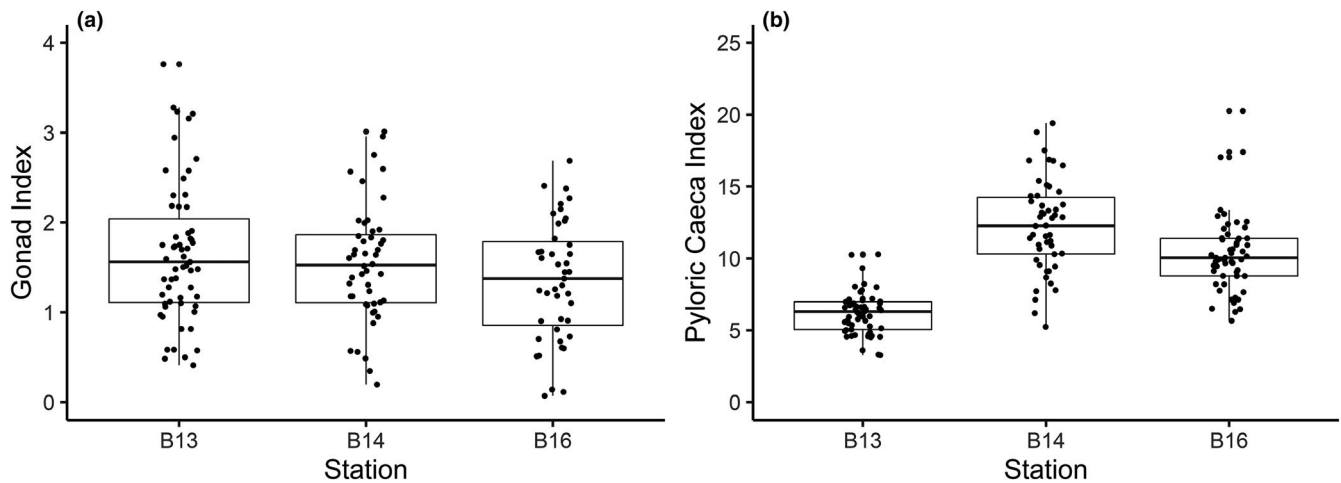 (a)
Gonad Index
4
3
2
1
0
B13
B14
B16
Station
(b)
Pyloric Caeca Index
25
20
15
10
5
0
B13
B14
B16
Station